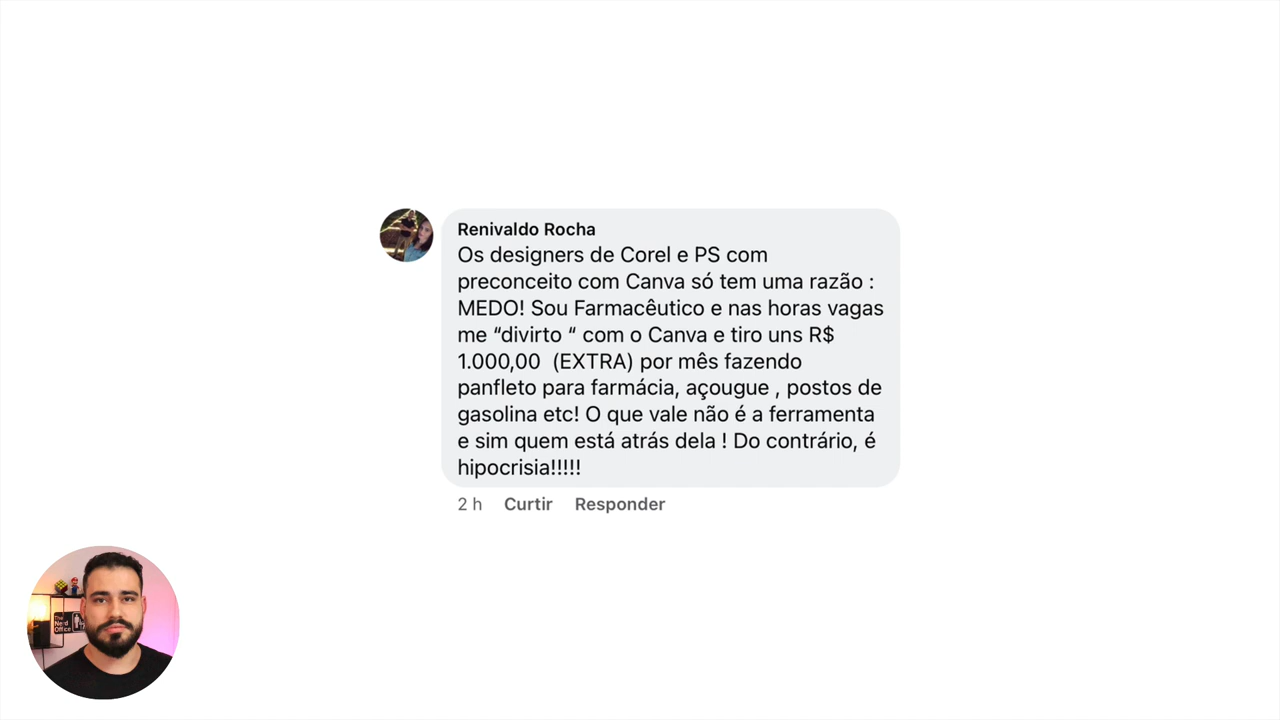 Renivaldo Rocha
Os designers de Corel e PS com
preconceito com Canva só tem uma razão :
MEDO! Sou Farmacêutico e nas horas vagas
me “divirto “ com o Canva e tiro uns R$
1.000,00  (EXTRA) por mês fazendo
panfleto para farmácia, açougue , postos de
gasolina etc! O que vale não é a ferramenta
e sim quem está atrás dela ! Do contrário, é
hipocrisia!!!!!
2 h Curtir Responder
The
Nerd
Office